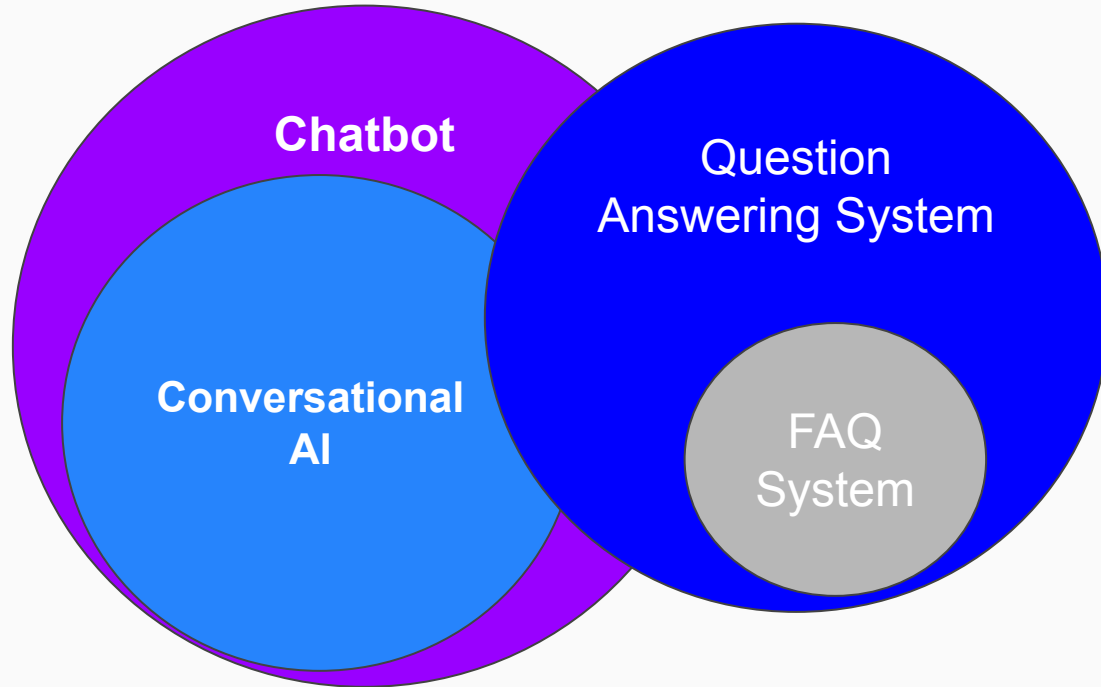 Chatbot
Question
Answering System
Conversational
AI
FAQ
System